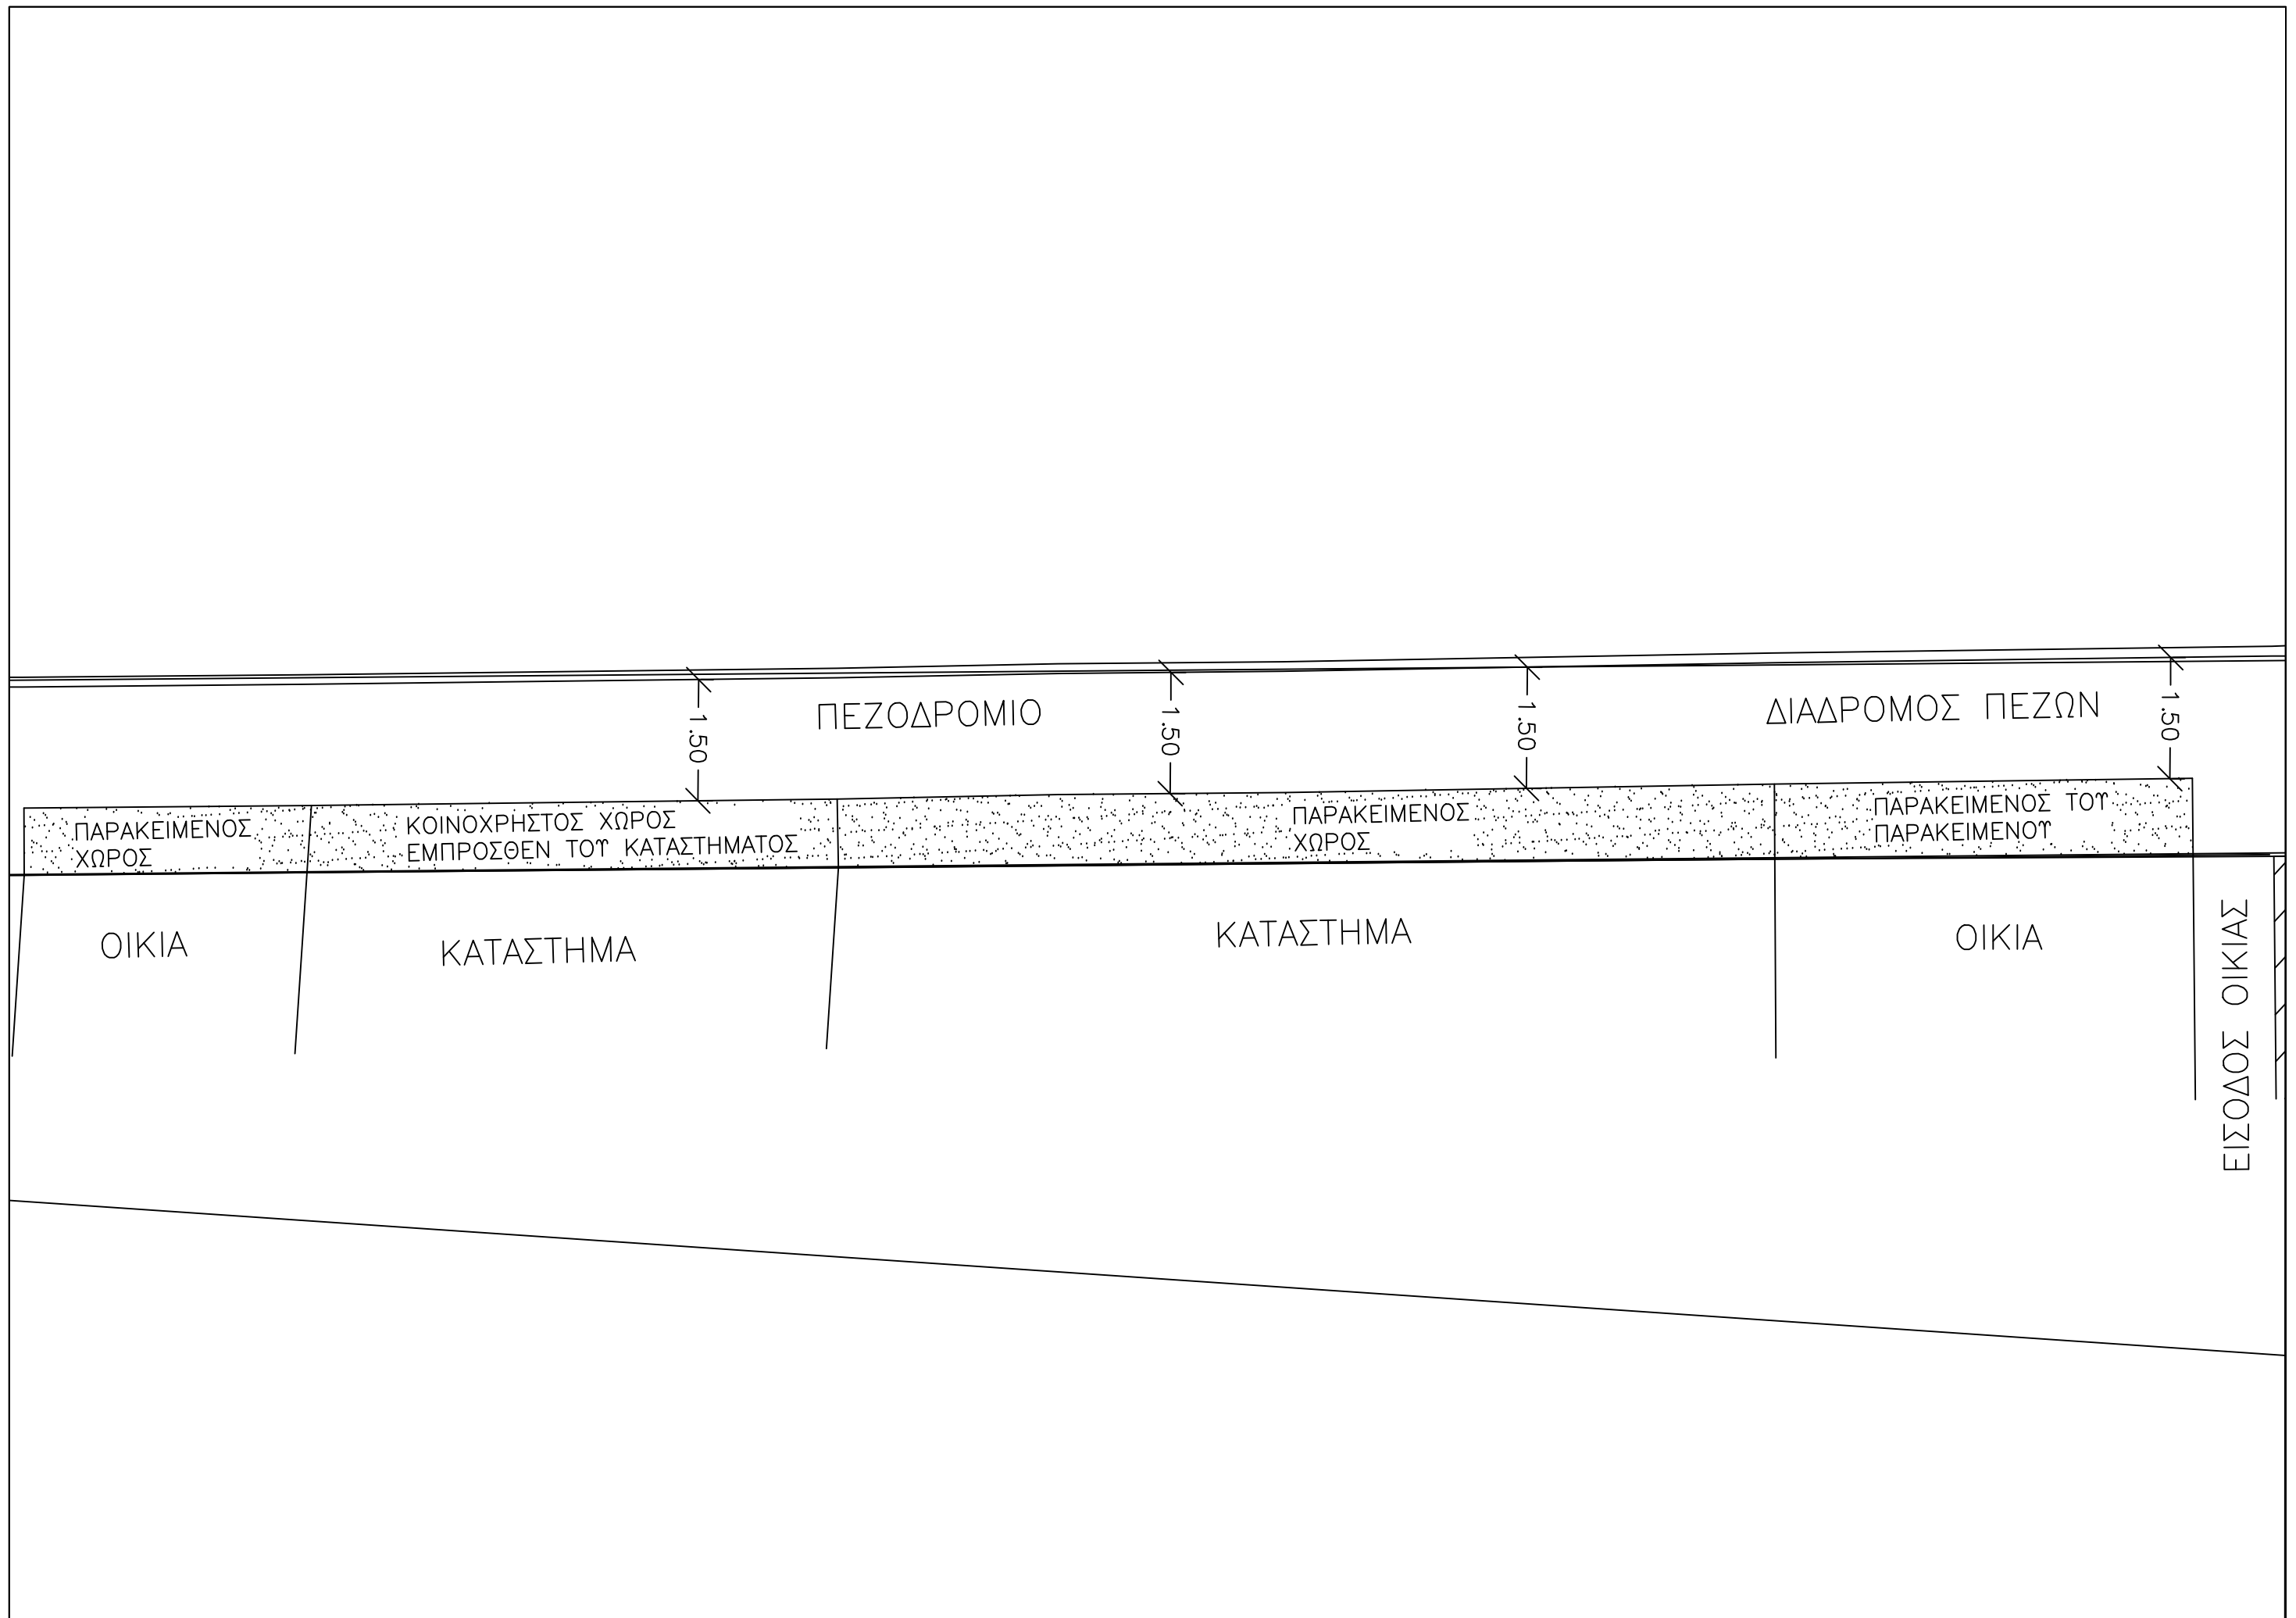 ΠΕΖΟΔΡΟΜΙΟ
ΔΙΑΔΡΟΜΟΣ ΠΕΖΩΝ
1.50
1.50
1.50
1.50
ΠΑΡΑΚΕΙΜΕΝΟΣ
ΧΩΡΟΣ
ΚΟΙΝΟΧΡΗΣΤΟΣ ΧΩΡΟΣ
ΕΜΠΡΟΣΘΕΝ ΤΟΥ ΚΑΤΑΣΤΗΜΑΤΟΣ
ΠΑΡΑΚΕΙΜΕΝΟΣ
ΧΩΡΟΣ
ΠΑΡΑΚΕΙΜΕΝΟΣ ΤΟΥ
ΠΑΡΑΚΕΙΜΕΝΟΥ
ΟΙΚΙΑ
ΚΑΤΑΣΤΗΜΑ
ΚΑΤΑΣΤΗΜΑ
ΟΙΚΙΑ
ΕΙΣΟΔΟΣ ΟΙΚΙΑΣ